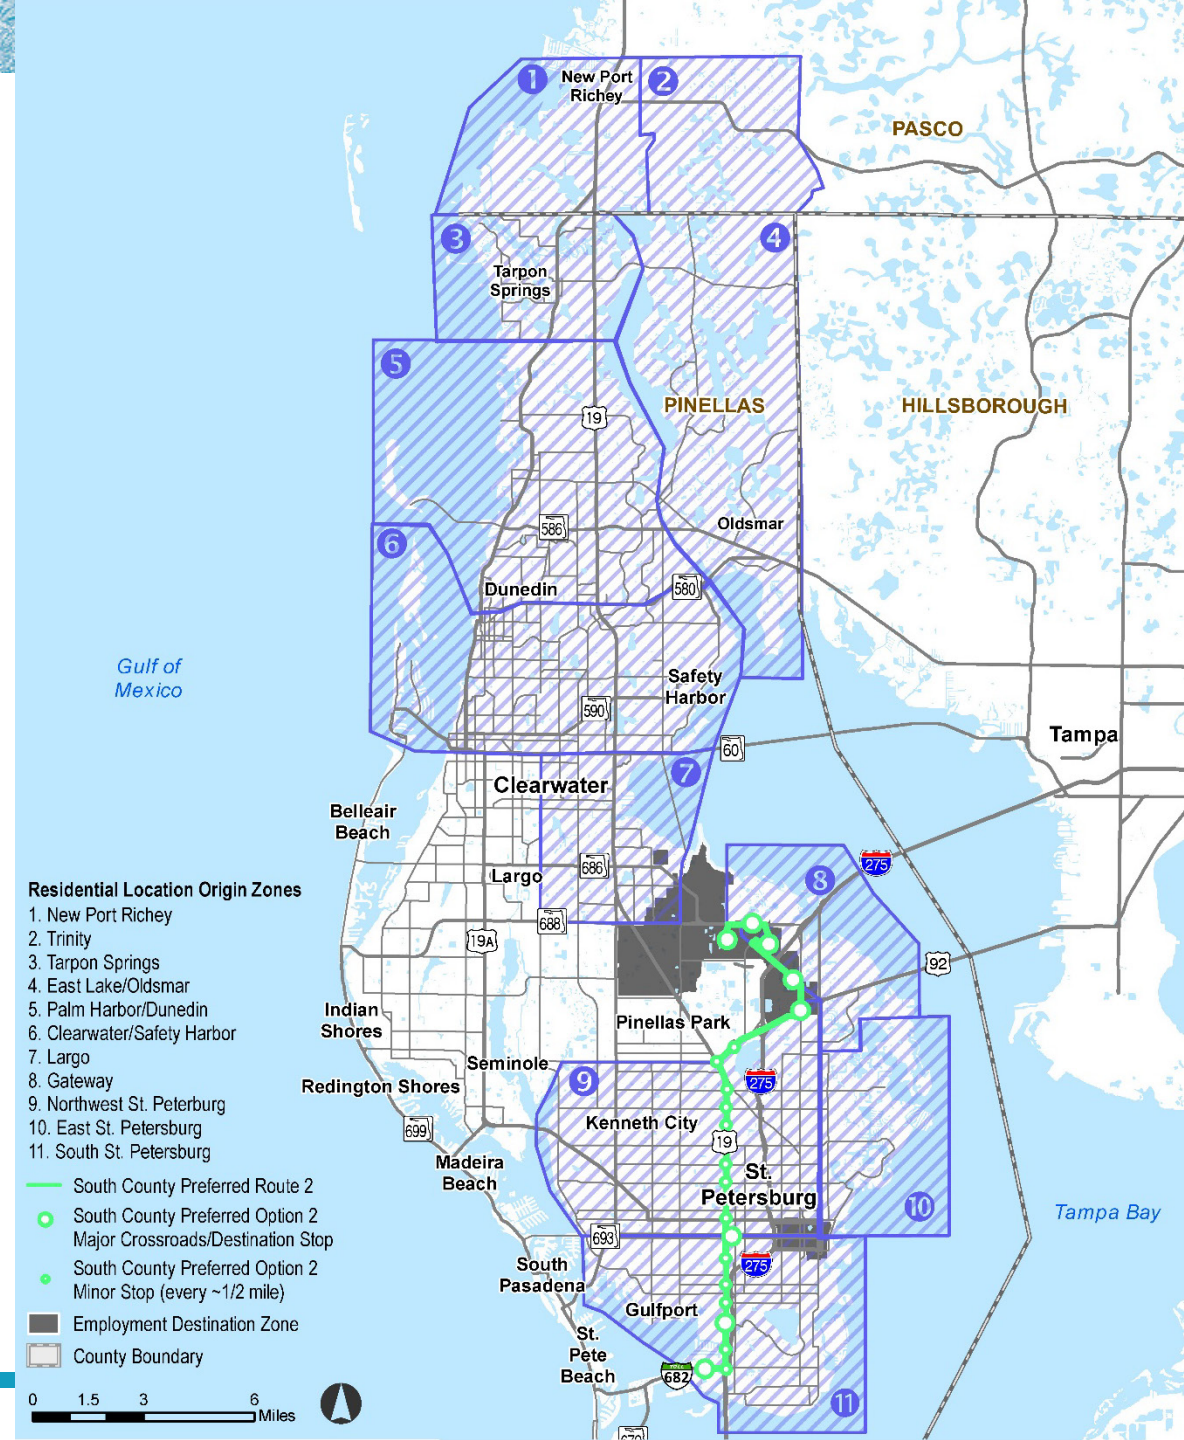 1
New Port
Richey
2
PASCO
3
4
Tarpon
Springs
5
19
PINELLAS
HILLSBOROUGH
586
Oldsmar
6
Dunedin
580
Gulf of
Mexico
Safety
Harbor
590
60
Tampa
7
Clearwater
Belleair
Beach
686
275
Largo
8
688
19A
92
Residential Location Origin Zones
1. New Port Richey
2. Trinity
3. Tarpon Springs
4. East Lake/Oldsmar
5. Palm Harbor/Dunedin
6. Clearwater/Safety Harbor
7. Largo
8. Gateway
9. Northwest St. Peterburg
10. East St. Petersburg
11. South St. Petersburg
South County Preferred Route 2
South County Preferred Option 2
Major Crossroads/Destination Stop
South County Preferred Option 2
Minor Stop (every ~1/2 mile)
Employment Destination Zone
County Boundary
0 1.5 3 6
Miles
Indian
Shores
Pinellas Park
Seminole
Redington Shores
9
275
Kenneth City
699
19
Madeira
Beach
St.
Petersburg
10
Tampa Bay
693
South
Pasadena
275
Gulfport
St.
Pete
Beach
TOLL
682
11